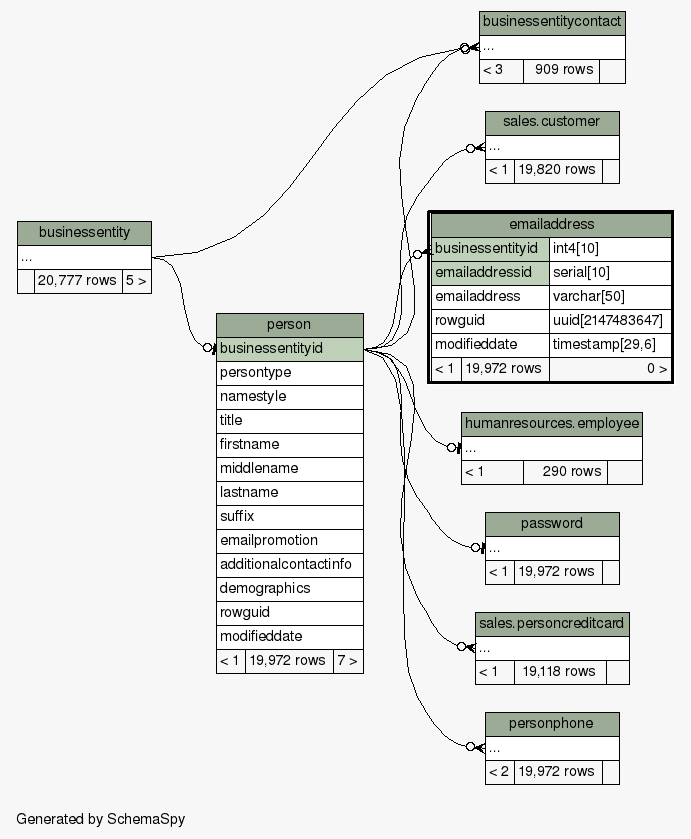 businessentitycontact
...
< 3 909 rows
sales.customer
...
< 1 19,820 rows
emailaddress
businessentityid int4[10]
emailaddressid serial[10]
emailaddress varchar[50]
rowguid uuid[2147483647]
modifieddate timestamp[29,6]
< 1 19,972 rows 0 >
businessentity
...
20,777 rows 5 >
person
businessentityid
persontype
namestyle
title
firstname
middlename
lastname
suffix
emailpromotion
additionalcontactinfo
demographics
rowguid
modifieddate
< 1 19,972 rows 7 >
humanresources.employee
...
< 1 290 rows
password
...
< 1 19,972 rows
sales.personcreditcard
...
< 1 19,118 rows
personphone
...
< 2 19,972 rows
Generated by SchemaSpy